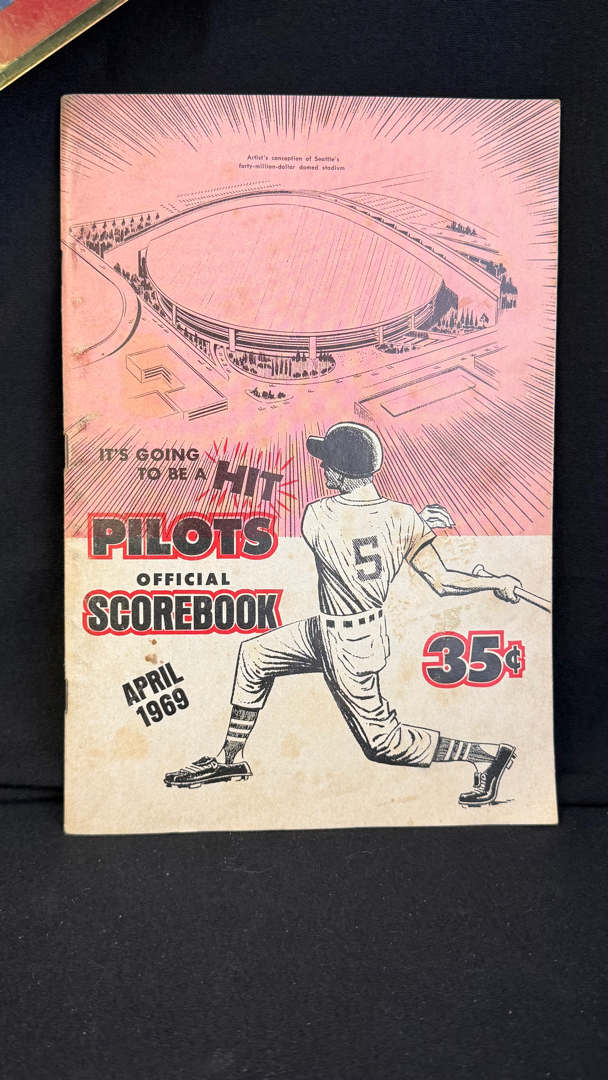 Artist's conception of Seattle's
forty-million-dollar domed stadium
IT'S GOING
TO BE A HIT
PILOTS
OFFICIAL
SCOREBOOK
APRIL
1969
5
35¢